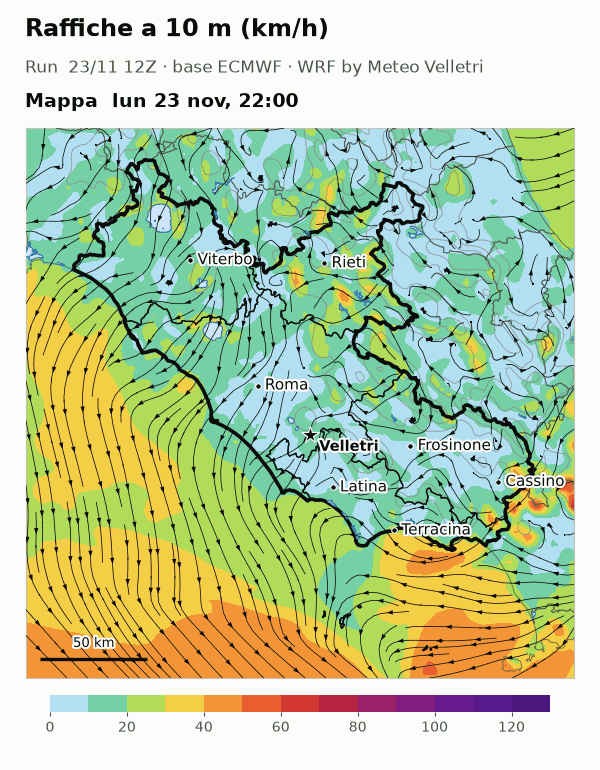 Raffiche a 10 m (km/h)
Run  23/11 12Z · base ECMWF · WRF by Meteo Velletri
Mappa  lun 23 nov, 22:00
Viterbo
Rieti
Roma
Velletri
Frosinone
Latina
Cassino
Terracina
50 km
0 20 40 60 80 100 120